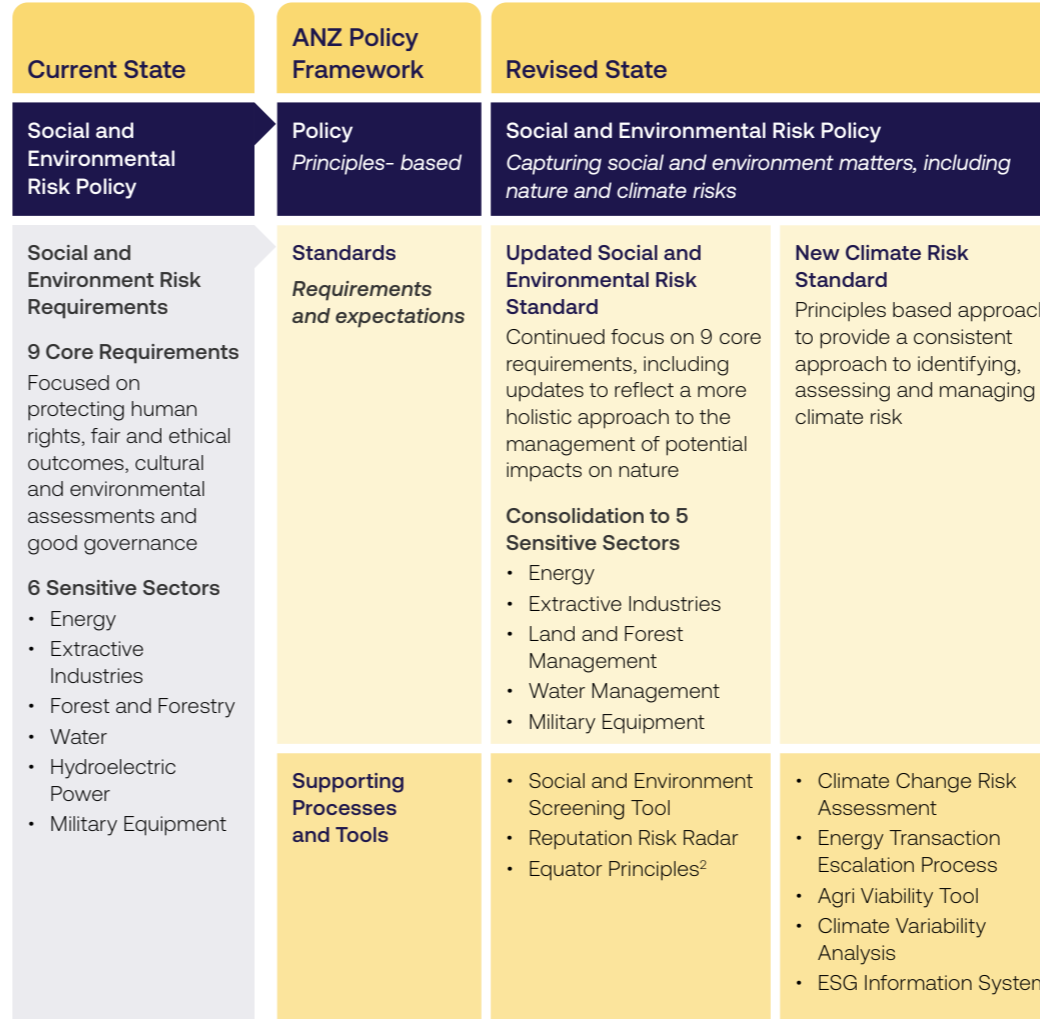 Current State
ANZ Policy
Framework
Revised State
Social and
Environmental
Risk Policy
Policy
Principles- based
Social and Environmental Risk Policy
Capturing social and environment matters, including
nature and climate risks
Social and
Environment Risk
Requirements
9 Core Requirements
Focused on
protecting human
rights, fair and ethical
outcomes, cultural
and environmental
assessments and
good governance
6 Sensitive Sectors
• Energy
• Extractive
Industries
• Forest and Forestry
• Water
• Hydroelectric
Power
• Military Equipment
Standards
Requirements
and expectations
Updated Social and
Environmental Risk
Standard
Continued focus on 9 core
requirements, including
updates to reflect a more
holistic approach to the
management of potential
impacts on nature
Consolidation to 5
Sensitive Sectors
• Energy
• Extractive Industries
• Land and Forest
Management
• Water Management
• Military Equipment
New Climate Risk
Standard
Principles based approach
to provide a consistent
approach to identifying,
assessing and managing
climate risk
Supporting
Processes
and Tools
• Social and Environment
Screening Tool
• Reputation Risk Radar
• Equator Principles²
• Climate Change Risk
Assessment
• Energy Transaction
Escalation Process
• Agri Viability Tool
• Climate Variability
Analysis
• ESG Information System